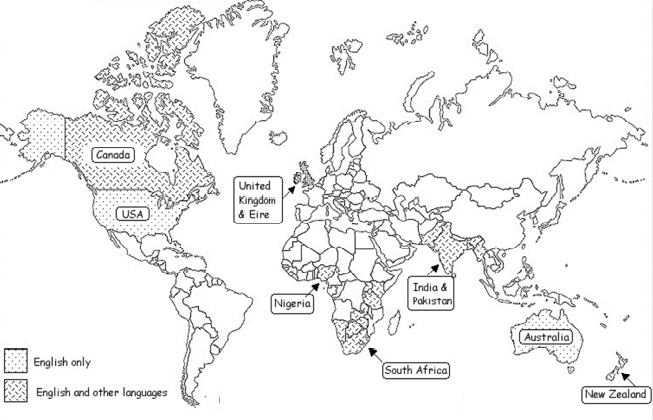 Canada
USA
United
Kingdom
& Eire
Nigeria
India &
Pakistan
South Africa
Australia
New Zealand
English only
English and other languages